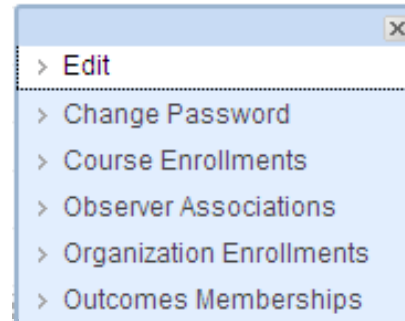 Edit
Change Password
Course Enrollments
Observer Associations
Organization Enrollments
Outcomes Memberships